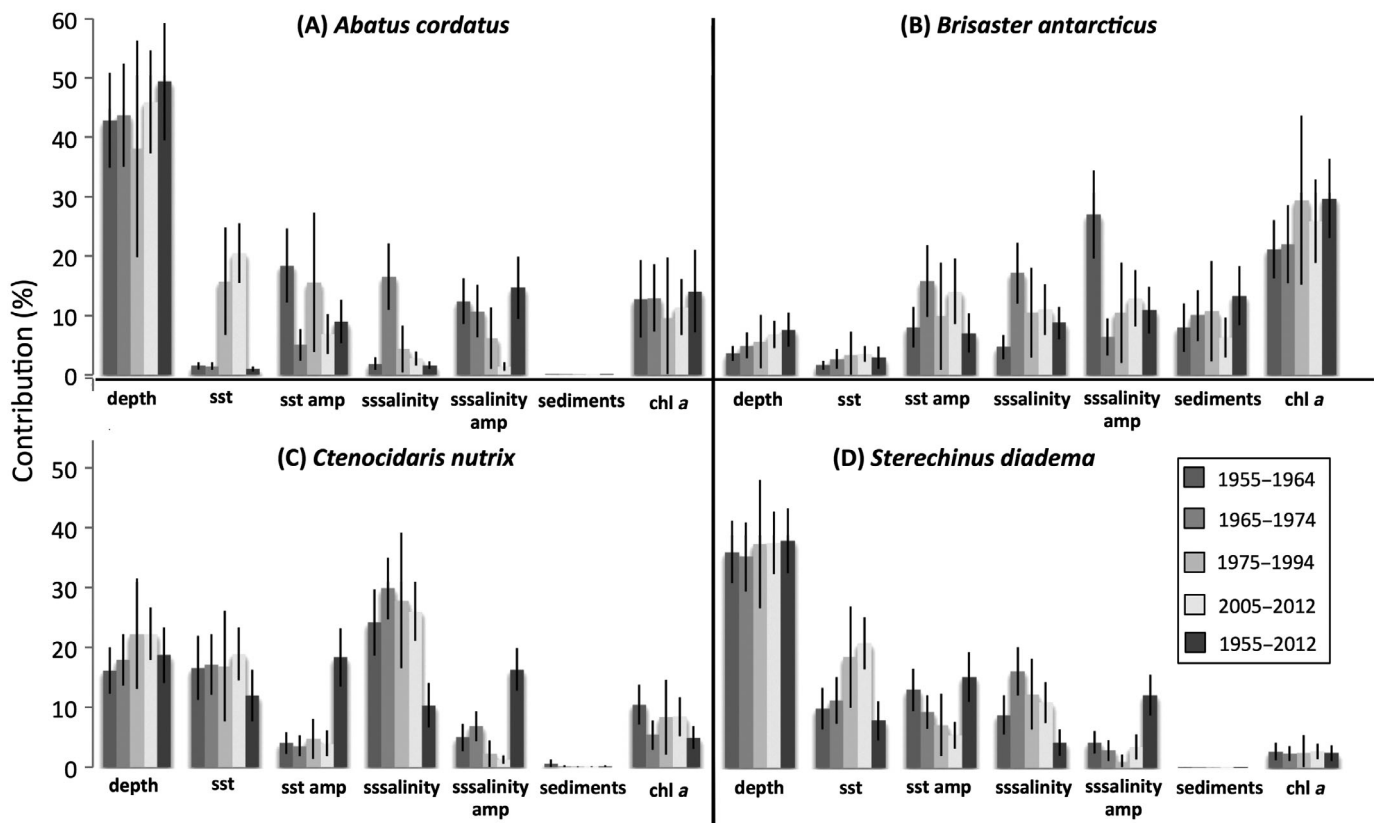 Contribution (%)
(A) Abatus cordatus
60
50
40
30
20
10
0
depth sst sst amp sssalinity sssalinity sediments chl a
amp
(B) Brisaster antarcticus
depth sst sst amp sssalinity sssalinity sediments chl a
amp
(C) Ctenocidaris nutrix
50
40
30
20
10
0
depth sst sst amp sssalinity sssalinity sediments chl a
amp
(D) Sterechinus diadema
1955–1964
1965–1974
1975–1994
2005–2012
1955–2012
depth sst sst amp sssalinity sssalinity sediments chl a
amp